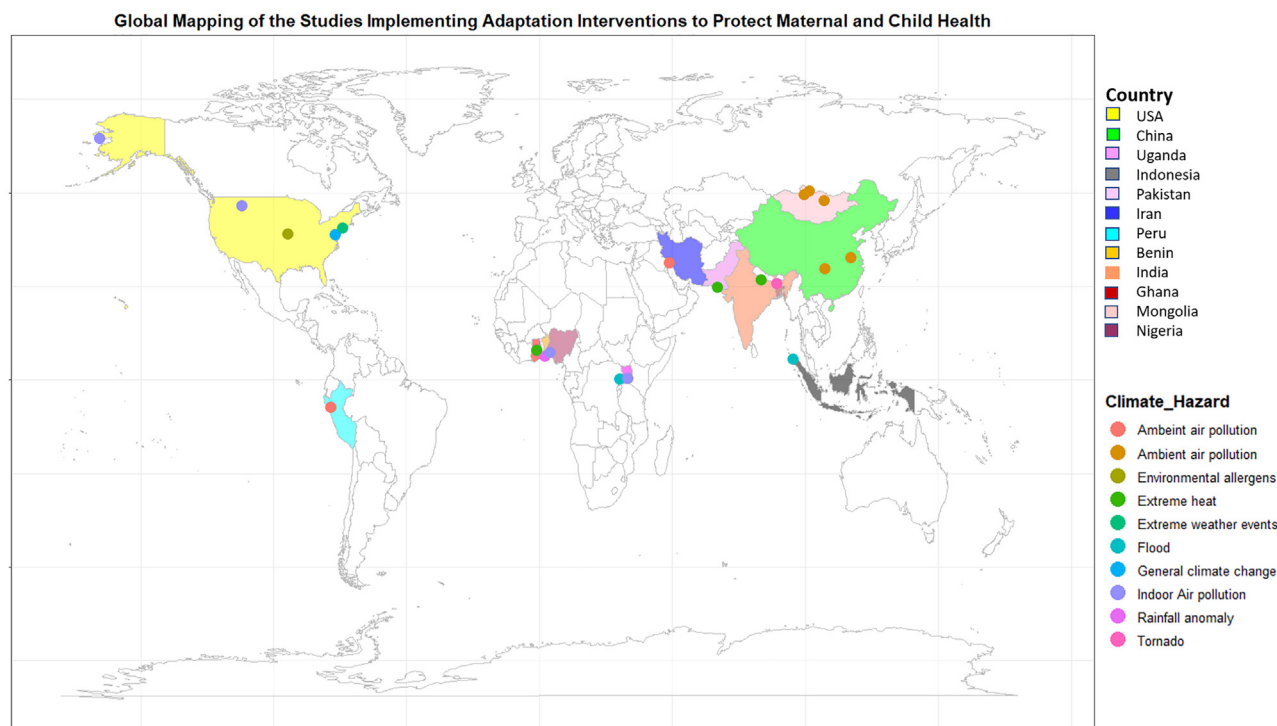 Global Mapping of the Studies Implementing Adaptation Interventions to Protect Maternal and Child Health
Country
USA
China
Uganda
Indonesia
Pakistan
Iran
Peru
Benin
India
Ghana
Mongolia
Nigeria
Climate_Hazard
Ambeint air pollution
Ambient air pollution
Environmental allergens
Extreme heat
Extreme weather events
Flood
General climate change
Indoor Air pollution
Rainfall anomaly
Tornado